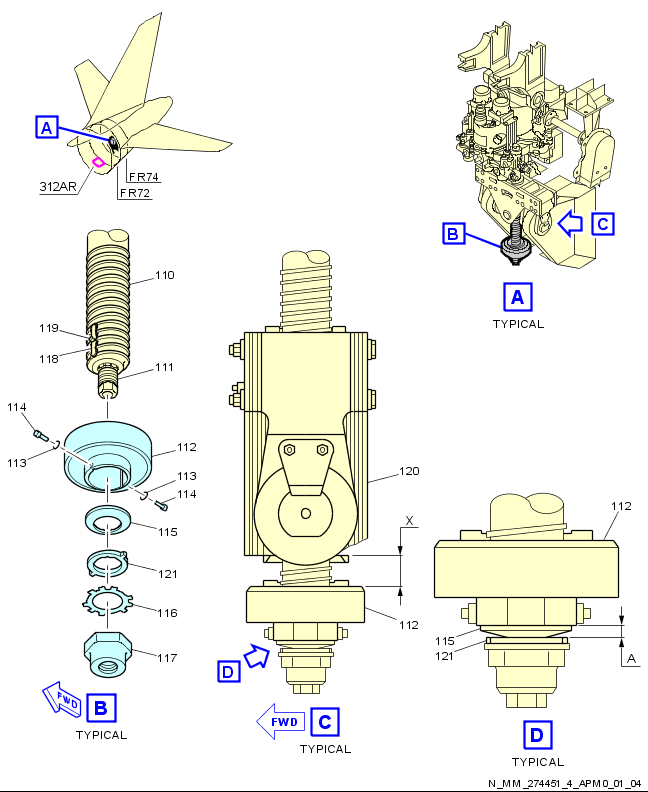 A
312AR
FR74
FR72
B
C
A
TYPICAL
110
119
118
111
114
113
112
113
114
115
121
116
117
FWD
B
TYPICAL
120
X
112
D
FWD
C
TYPICAL
112
115
121
A
D
TYPICAL
N_MM_274451_4_APM0_01_04